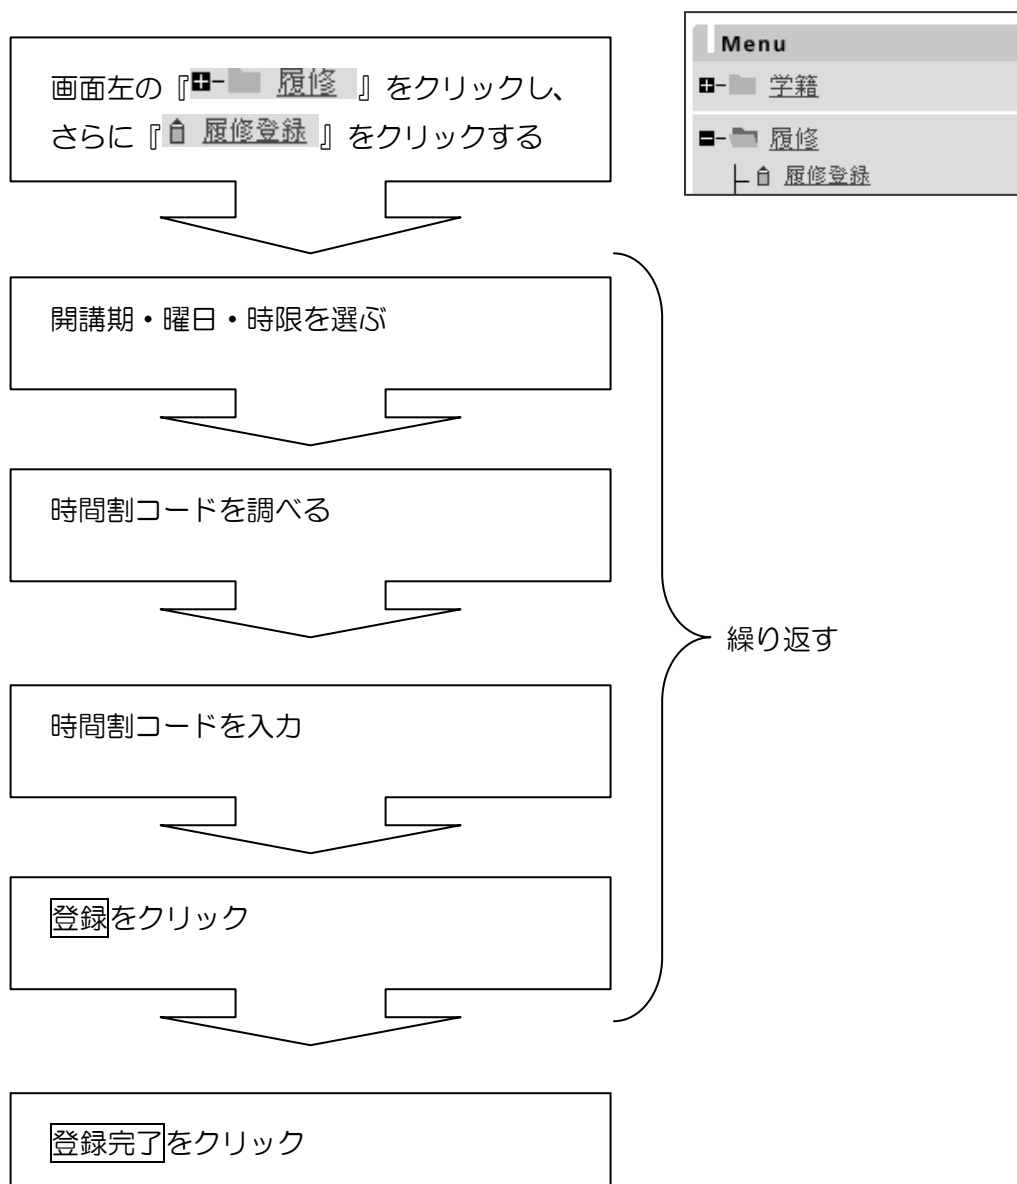 画面左の『履修』をクリックし、
さらに『履修登録』をクリックする
Menu
学籍
履修
履修登録
開講期・曜日・時限を選ぶ
時間割コードを調べる
繰り返す
時間割コードを入力
登録をクリック
登録完了をクリック